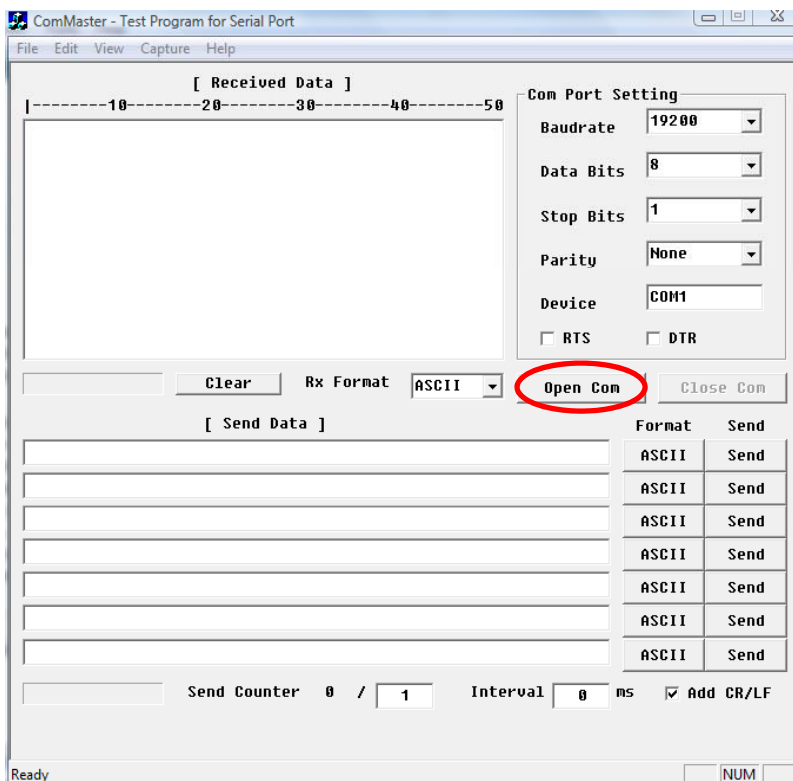 ComMaster - Test Program for Serial Port
File Edit View Capture Help
[ Received Data ]
|--------10--------20--------30--------40--------50
Com Port Setting
Baudrate 19200
Data Bits 8
Stop Bits 1
Parity None
Device COM1
RTS DTR
Clear Rx Format ASCII Open Com Close Com
[ Send Data ] Format Send
ASCII Send
ASCII Send
ASCII Send
ASCII Send
ASCII Send
ASCII Send
ASCII Send
Send Counter 0 / 1 Interval 0 ms Add CR/LF
Ready NUM